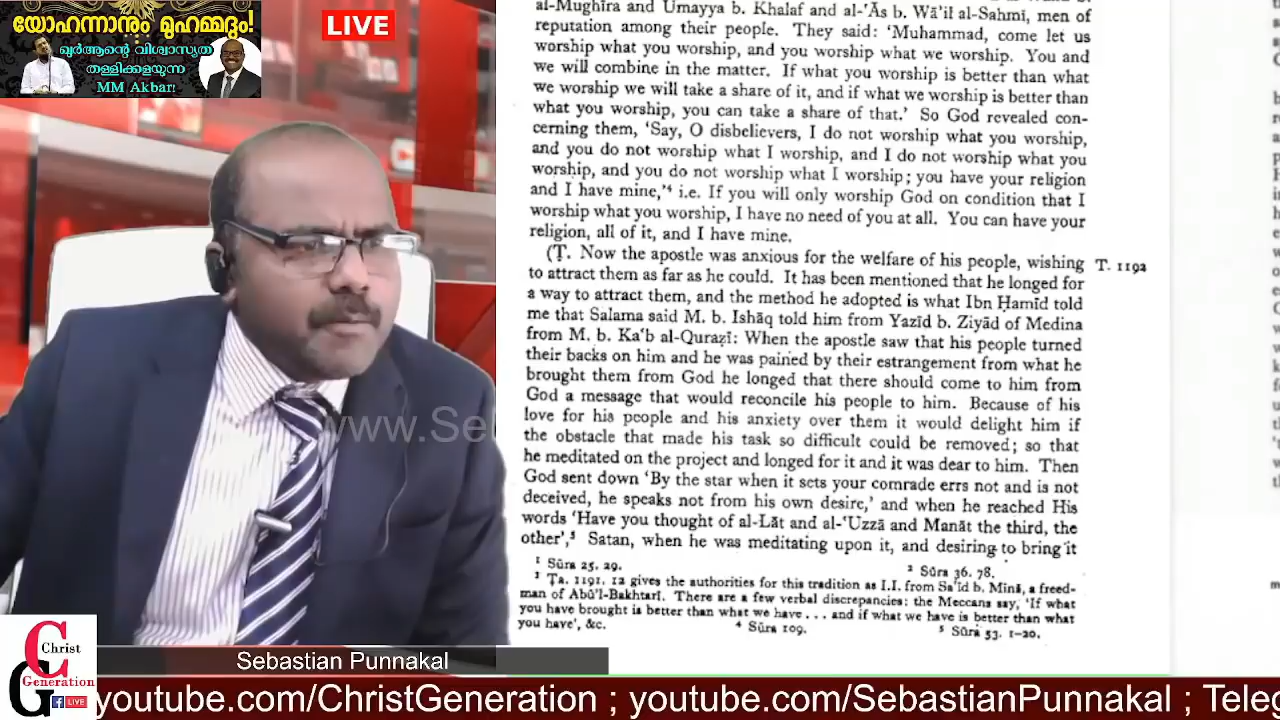 യോഹന്നാനും മുഹമ്മദും!
ഖുർആന്റെ വിശ്വാസ്യത
തള്ളിക്കളയുന്ന
MM Akbar!
LIVE
al-Mughīra and Umayya b. Khalaf and al-'Āṣ b. Wā'il al-Sahmī, men of
reputation among their people. They said: 'Muhammad, come let us
worship what you worship, and you worship what we worship. You and
we will combine in the matter. If what you worship is better than what
we worship we will take a share of it, and if what we worship is better than
what you worship, you can take a share of that.' So God revealed con-
cerning them, 'Say, O disbelievers, I do not worship what you worship,
and you do not worship what I worship, and I do not worship what you
worship, and you do not worship what I worship; you have your religion
and I have mine,'⁴ i.e. If you will only worship God on condition that I
worship what you worship, I have no need of you at all. You can have your
religion, all of it, and I have mine.
(Ṭ. Now the apostle was anxious for the welfare of his people, wishing
T. 1192
to attract them as far as he could. It has been mentioned that he longed for
a way to attract them, and the method he adopted is what Ibn Ḥamīd told
me that Salama said M. b. Isḥāq told him from Yazīd b. Ziyād of Medina
from M. b. Ka'b al-Quraẓī: When the apostle saw that his people turned
their backs on him and he was pained by their estrangement from what he
brought them from God he longed that there should come to him from
God a message that would reconcile his people to him. Because of his
love for his people and his anxiety over them it would delight him if
the obstacle that made his task so difficult could be removed; so that
he meditated on the project and longed for it and it was dear to him. Then
God sent down 'By the star when it sets your comrade errs not and is not
deceived, he speaks not from his own desire,' and when he reached His
words 'Have you thought of al-Lāt and al-'Uzzā and Manāt the third, the
other',⁵ Satan, when he was meditating upon it, and desiring to bring it
¹ Sūra 25. 29.
² Sūra 36. 78.
³ Ṭa. 1191. 12 gives the authorities for this tradition as I.I. from Sa'īd b. Minā, a freed-
man of Abū'l-Bakhtarī. There are a few verbal discrepancies: the Meccans say, 'If what
you have brought is better than what we have . . . and if what we have is better than what
you have', &c.
⁴ Sūra 109.
⁵ Sūra 53. 1-20.
www.Se
Christ
Generation
LIVE
Sebastian Punnakal
youtube.com/ChristGeneration ; youtube.com/SebastianPunnakal ; Teleg